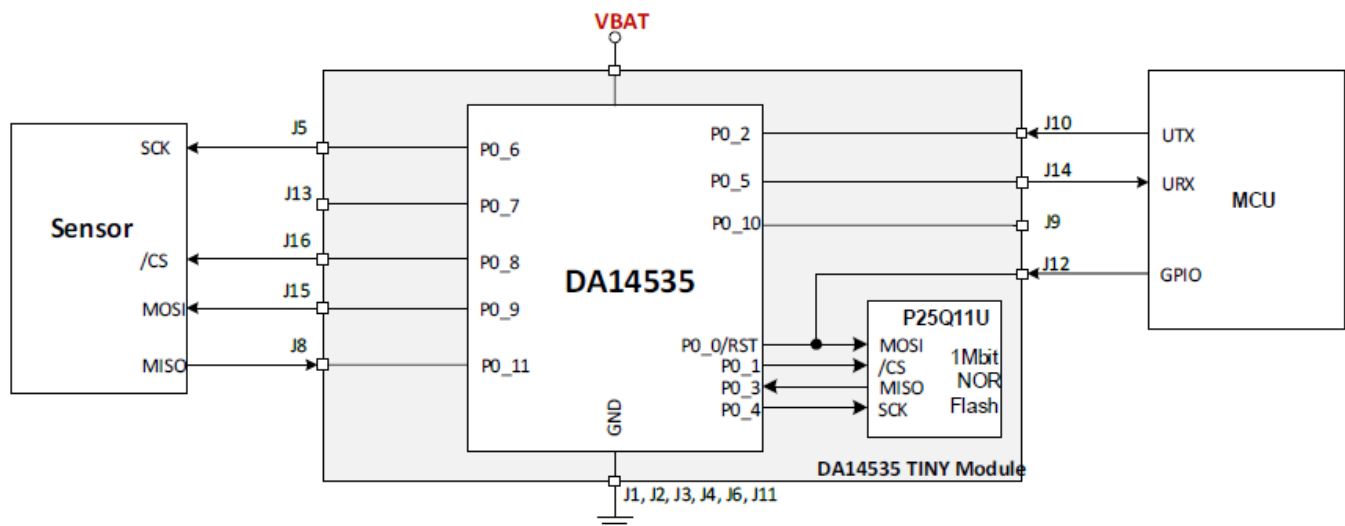 VBAT
J5
J10
SCK
P0_6
P0_2
UTX
J14
P0_5
URX
MCU
J13
P0_7
P0_10
J9
Sensor
J16
/CS
P0_8
DA14535
J12
GPIO
J15
MOSI
P0_9
P25Q11U
J8
MISO
P0_11
P0_0/RST
MOSI
1Mbit
P0_1
/CS
P0_3
MISO
NOR
P0_4
SCK
Flash
GND
DA14535 TINY Module
J1, J2, J3, J4, J6, J11